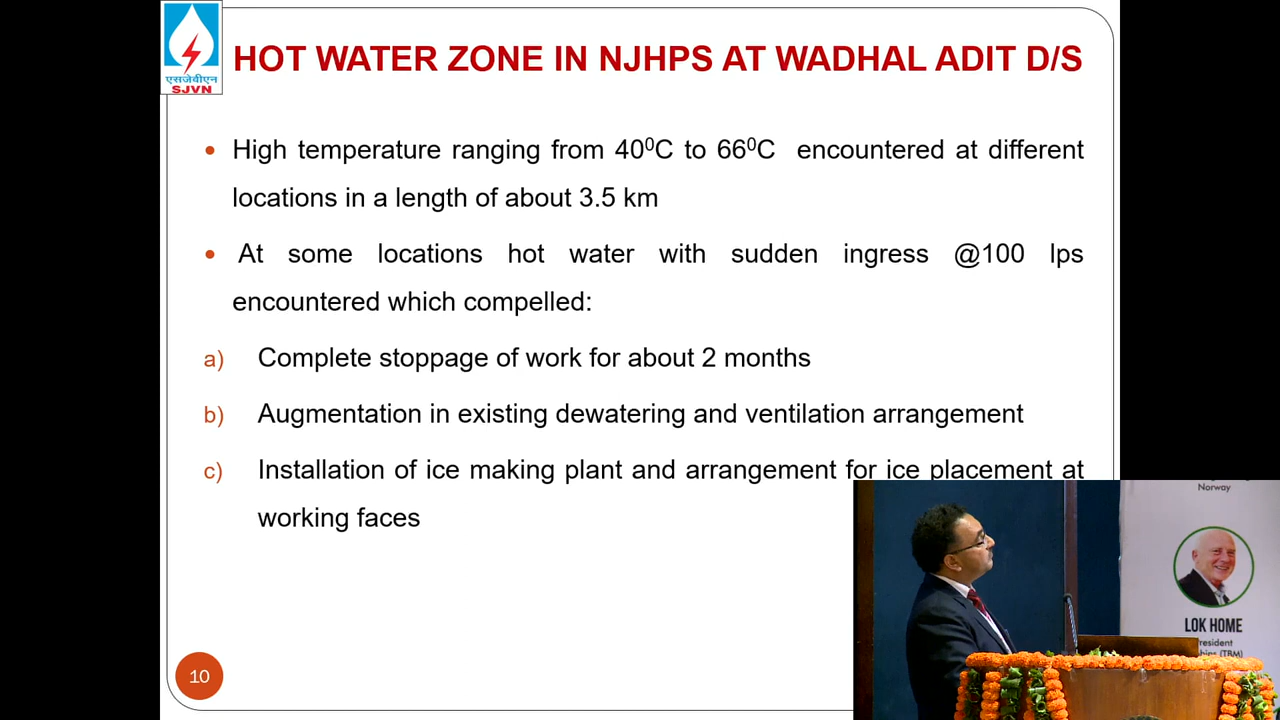 एसजेवीएन
SJVN
HOT WATER ZONE IN NJHPS AT WADHAL ADIT D/S
• High temperature ranging from 40⁰C to 66⁰C encountered at different
locations in a length of about 3.5 km
• At some locations hot water with sudden ingress @100 lps
encountered which compelled:
a) Complete stoppage of work for about 2 months
b) Augmentation in existing dewatering and ventilation arrangement
c) Installation of ice making plant and arrangement for ice placement at
working faces
10
Norway
LOK HOME
(TBM)